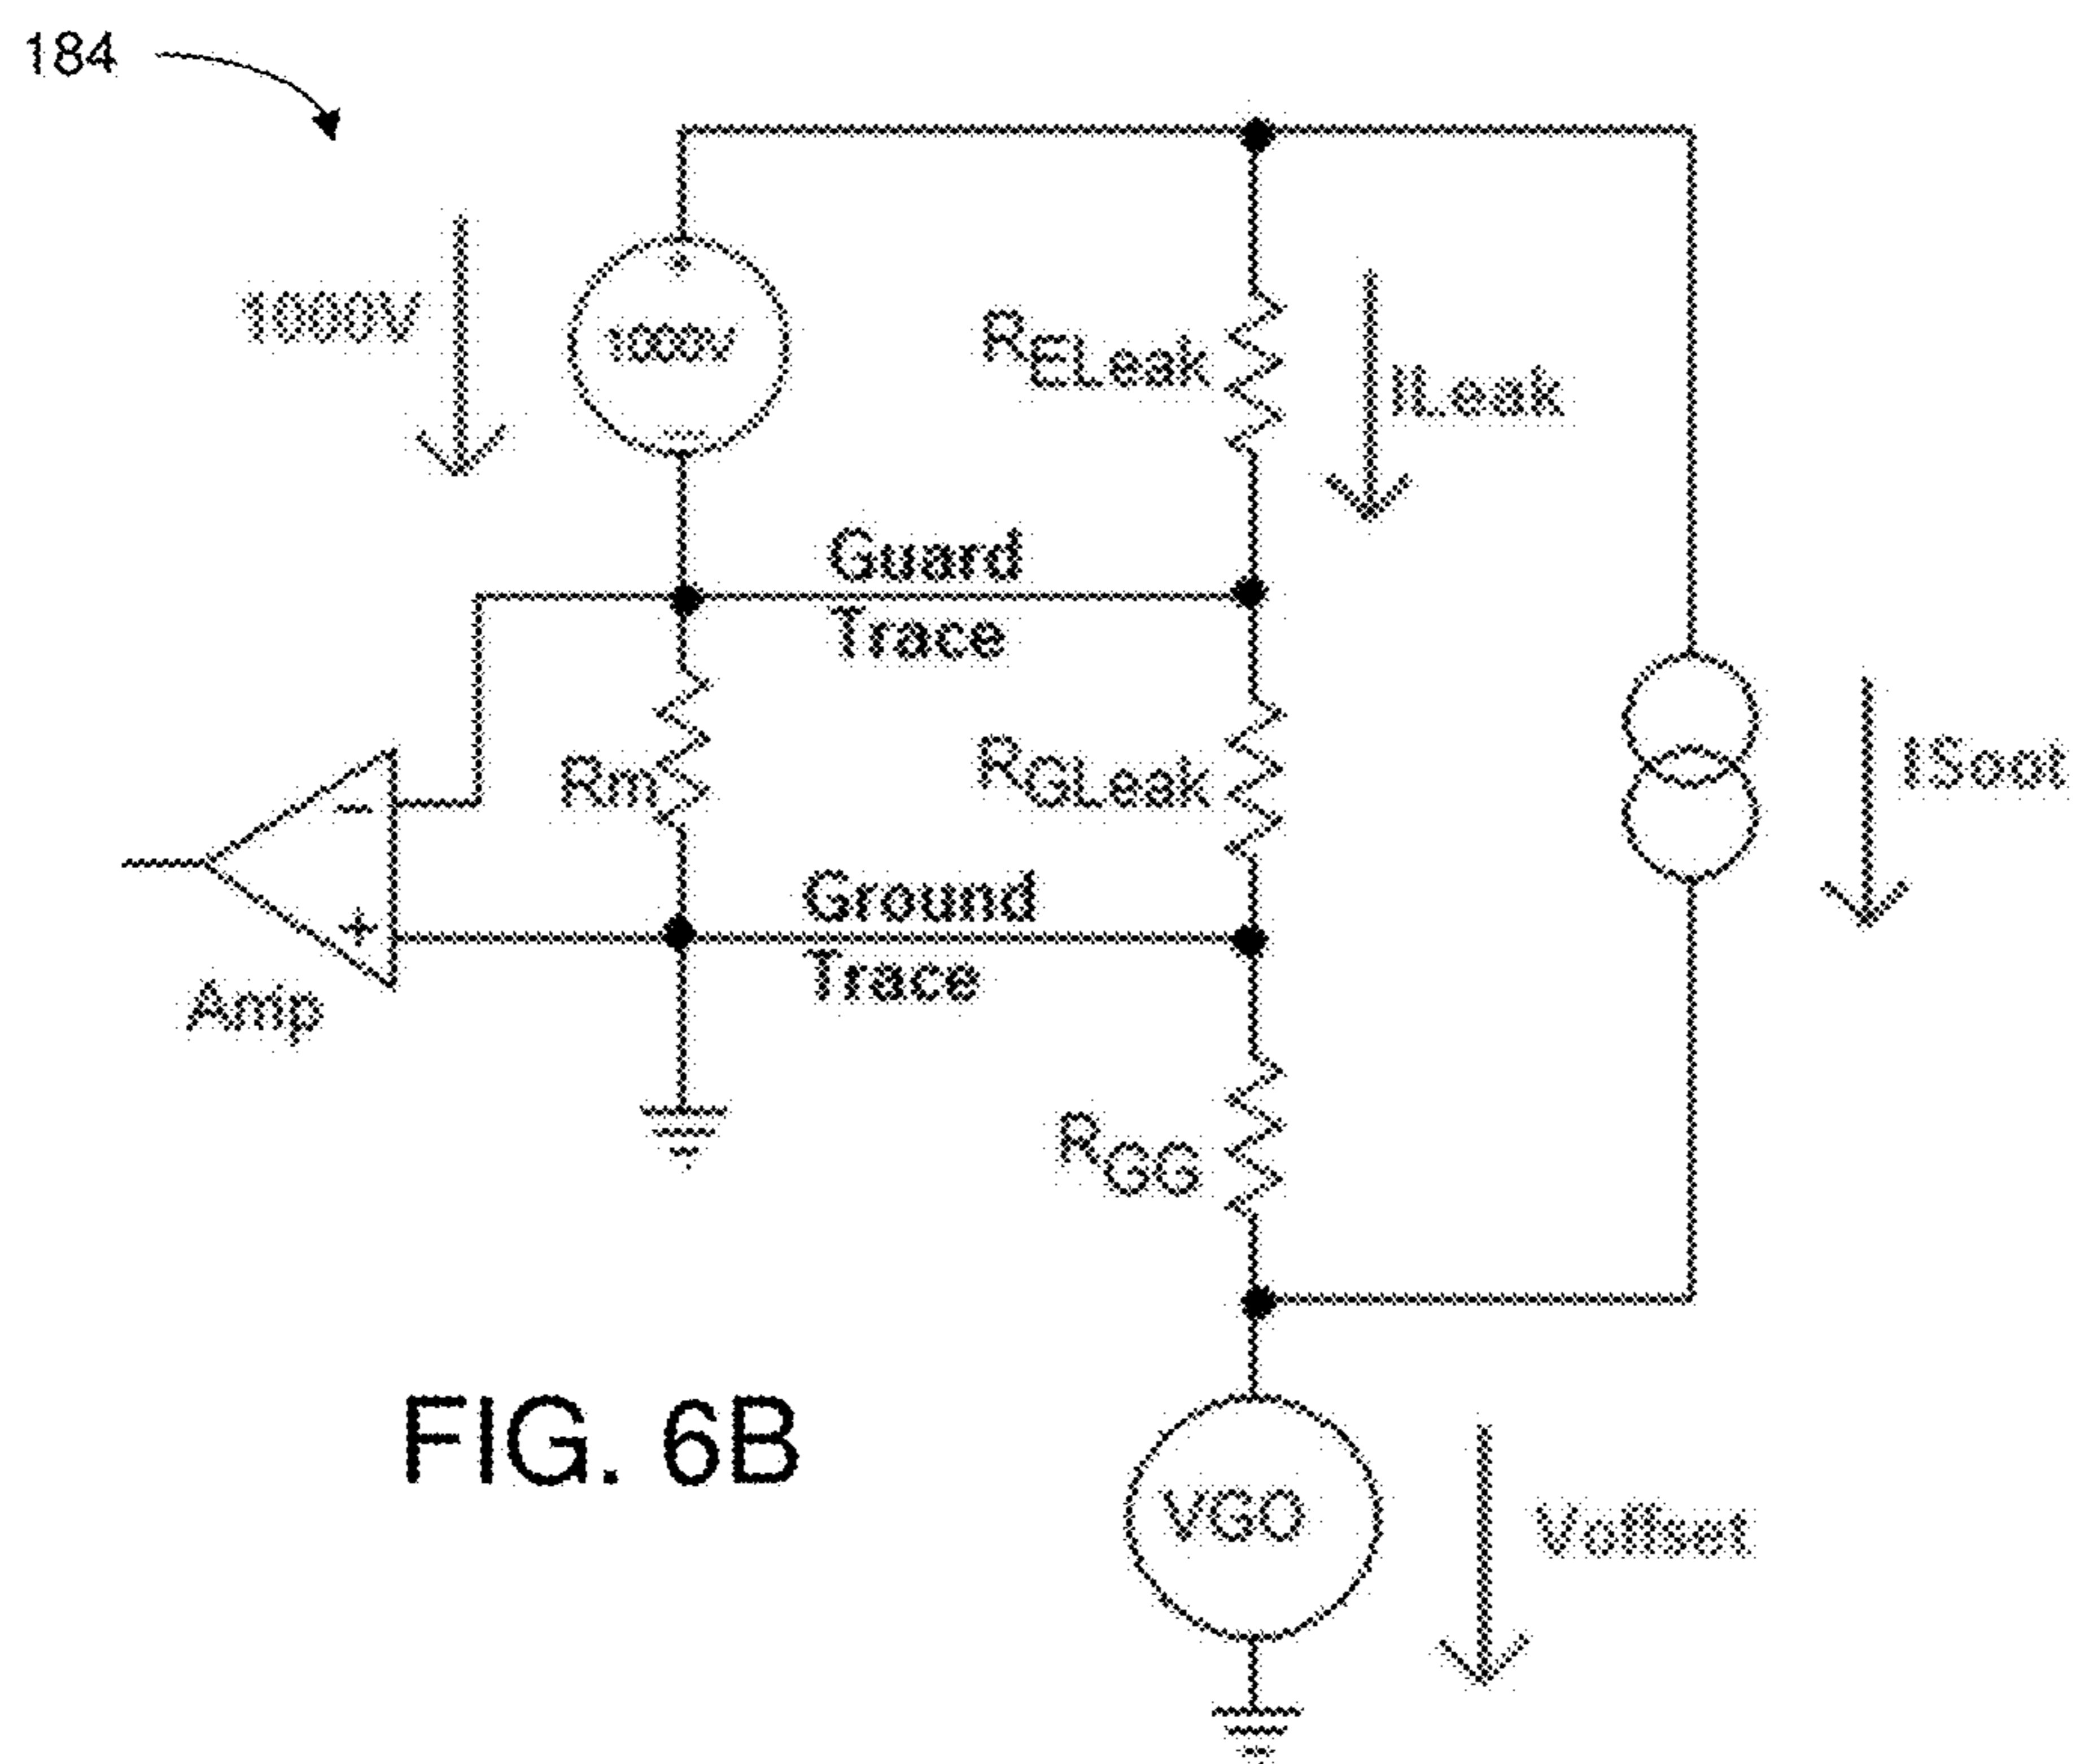 184
1000V
1000V
RELeak
ILeak
Guard
Trace
Rm
RGLeak
ISoot
Ground
Trace
Amp
RGG
FIG. 6B
VGO
Voffset